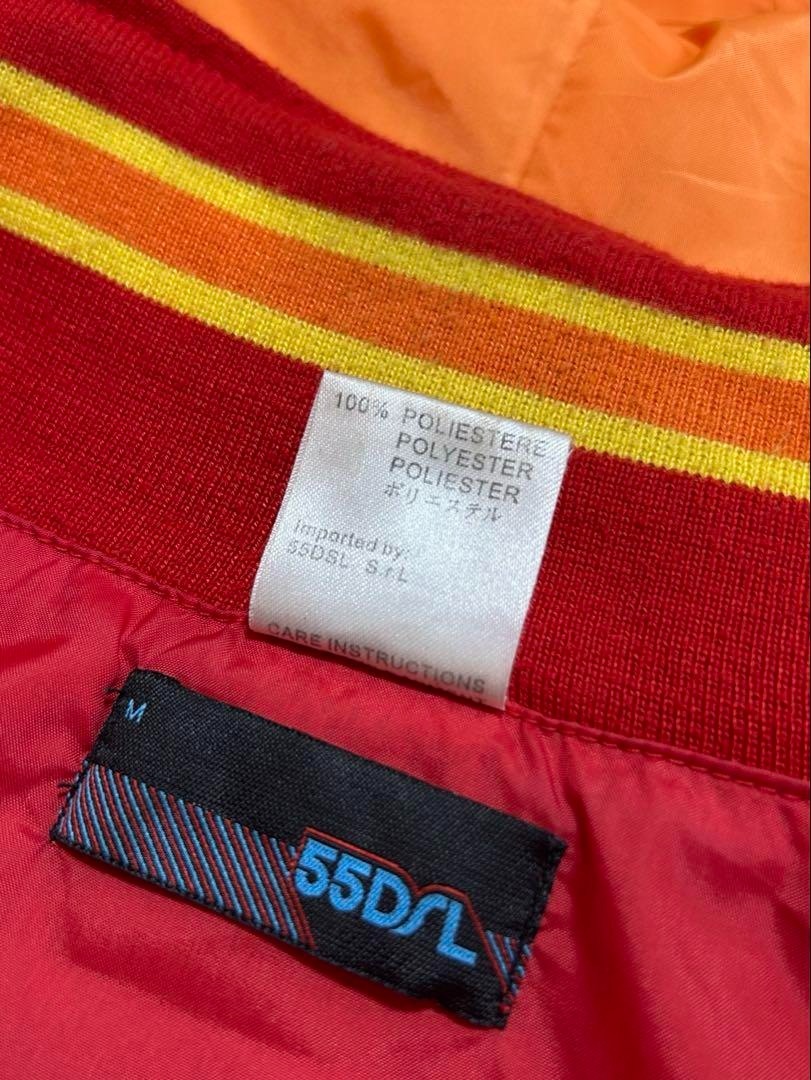 100% POLIESTERE
POLYESTER
POLIESTER
ポリエステル
Imported by:
55DSL S.r.L
CARE INSTRUCTIONS
M
55DSL